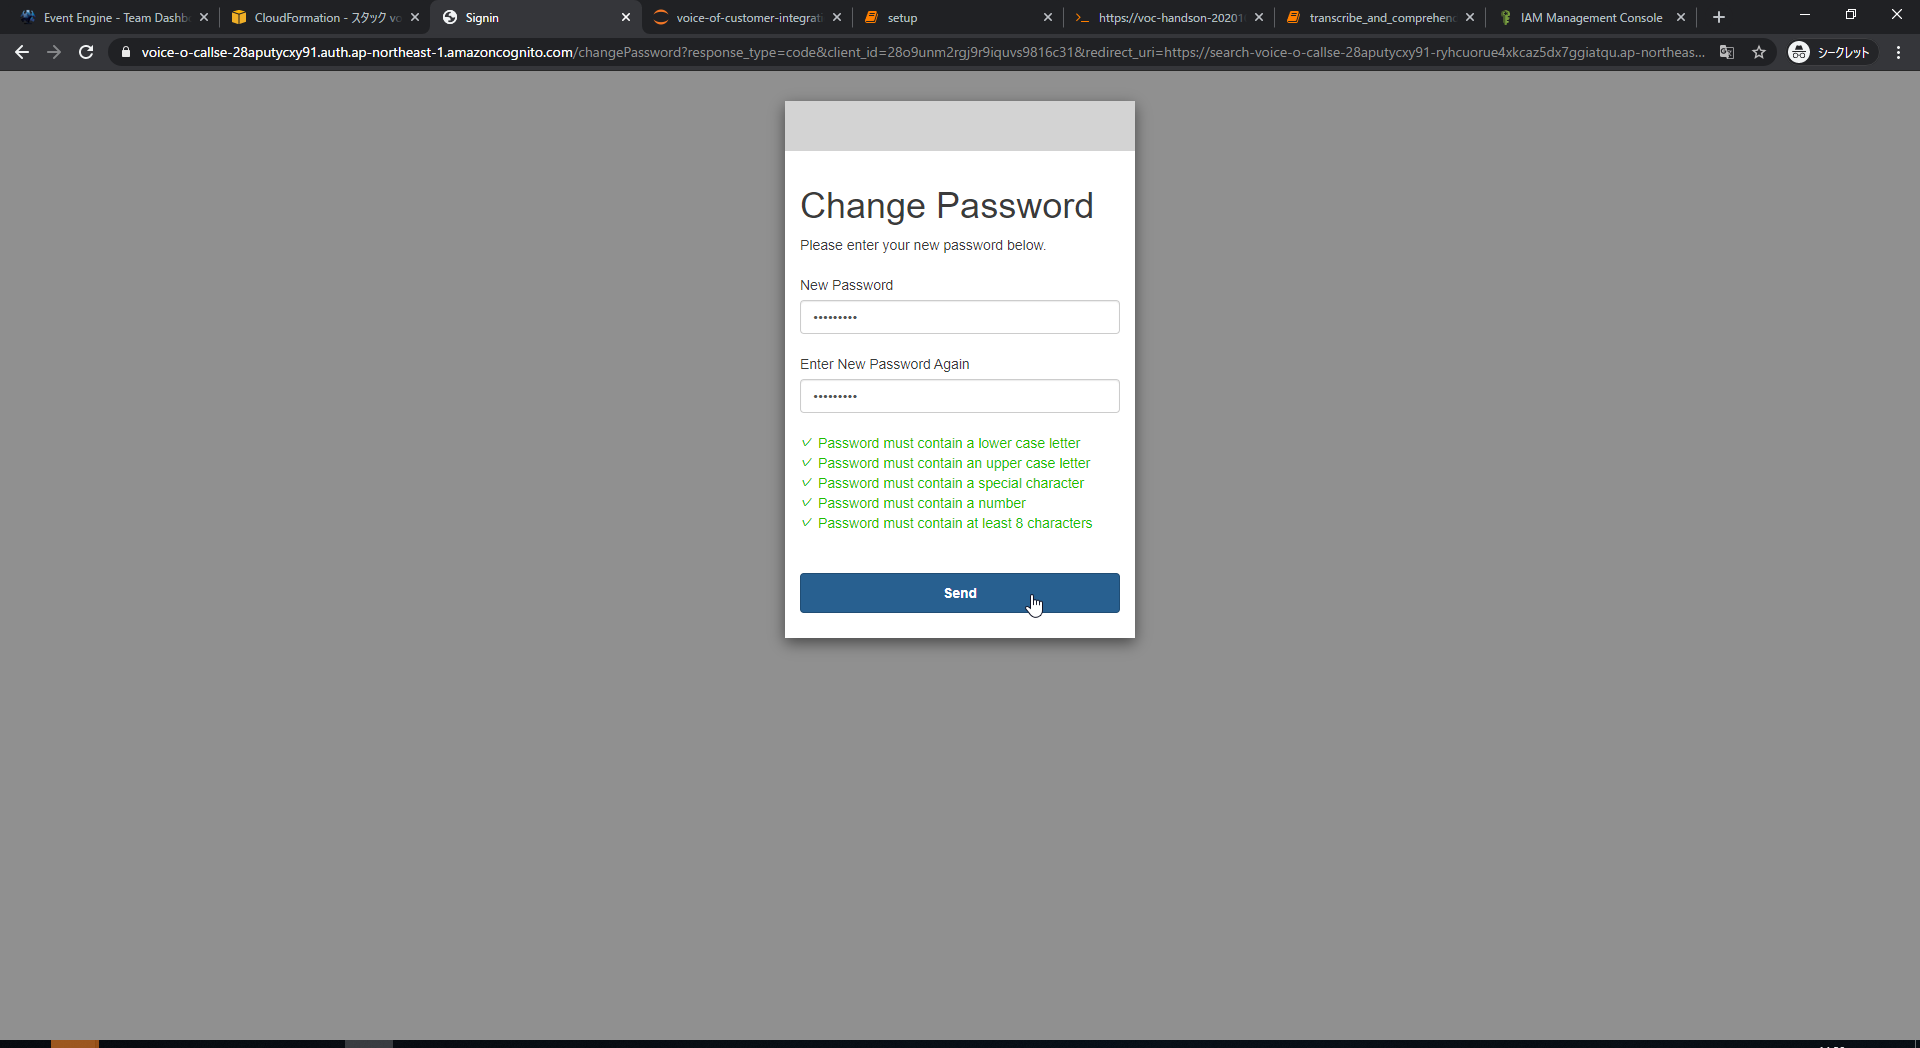 Event Engine - Team Dashb
CloudFormation - スタック vo
Signin
voice-of-customer-integrati
setup
https://voc-handson-20201
transcribe_and_comprehen
IAM Management Console
voice-o-callse-28aputycxy91.auth.ap-northeast-1.amazoncognito.com/changePassword?response_type=code&client_id=28o9unm2rgj9r9iquvs9816c31&redirect_uri=https://search-voice-o-callse-28aputycxy91-ryhcuorue4xkcaz5dx7ggiatqu.ap-northeas...
シークレット
Change Password
Please enter your new password below.
New Password
•••••••••
Enter New Password Again
•••••••••
Password must contain a lower case letter
Password must contain an upper case letter
Password must contain a special character
Password must contain a number
Password must contain at least 8 characters
Send